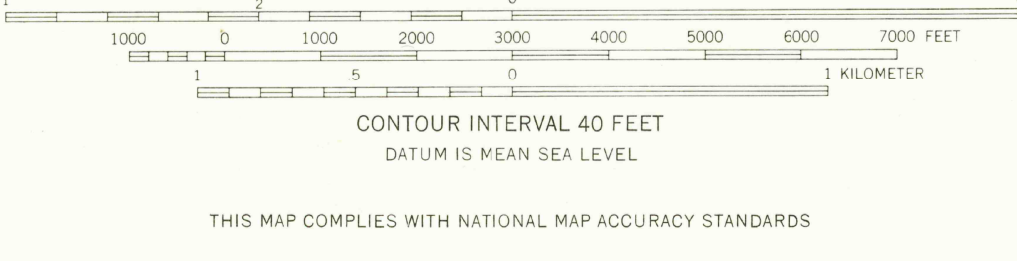 1 2 0
1000 0 1000 2000 3000 4000 5000 6000 7000 FEET
1 .5 0 1 KILOMETER
CONTOUR INTERVAL 40 FEET
DATUM IS MEAN SEA LEVEL
THIS MAP COMPLIES WITH NATIONAL MAP ACCURACY STANDARDS